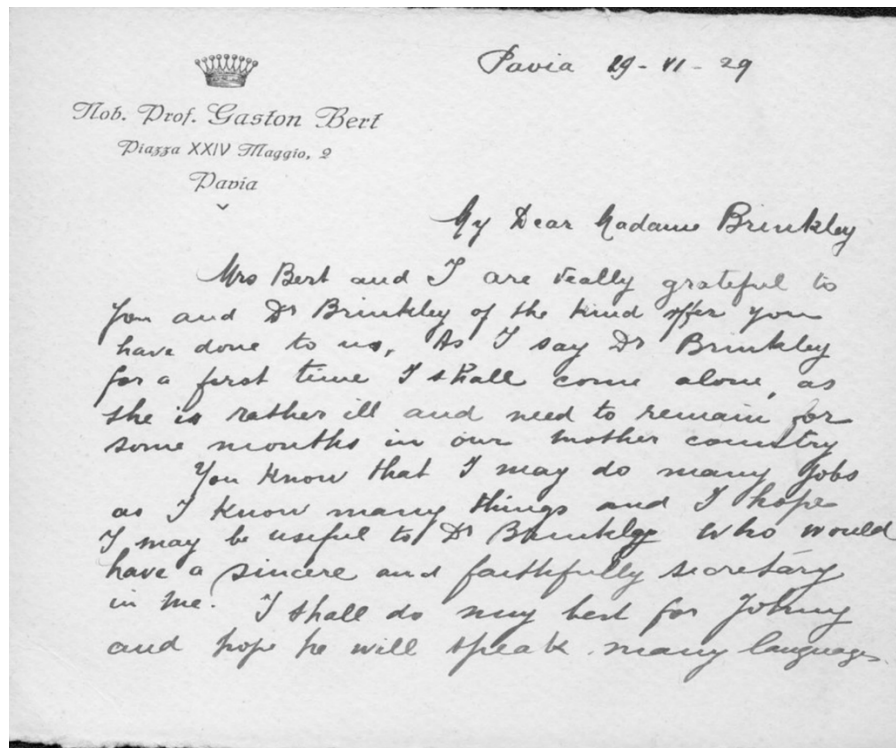 Pavia 29-VI-29
Nob. Prof. Gaston Bert
Piazza XXIV Maggio, 2
Pavia
My Dear Madame Brinkley
Mrs Bert and I are really grateful to
you and Dr Brinkley of the kind offer you
have done to us. As I say Dr Brinkley
for a first time I shall come alone, as
she is rather ill and need to remain for
some months in our mother country
You know that I may do many jobs
as I know many things and I hope
I may be useful to Dr Brinkley who would
have a sincere and faithfully secretary
in me. I shall do my best for Johnny
and hope he will speak many languages.